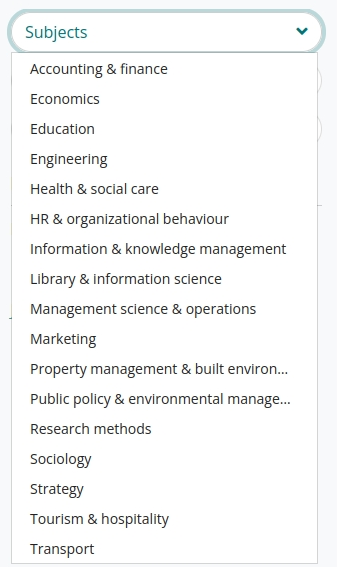 Subjects
Accounting & finance
Economics
Education
Engineering
Health & social care
HR & organizational behaviour
Information & knowledge management
Library & information science
Management science & operations
Marketing
Property management & built environ...
Public policy & environmental manage...
Research methods
Sociology
Strategy
Tourism & hospitality
Transport